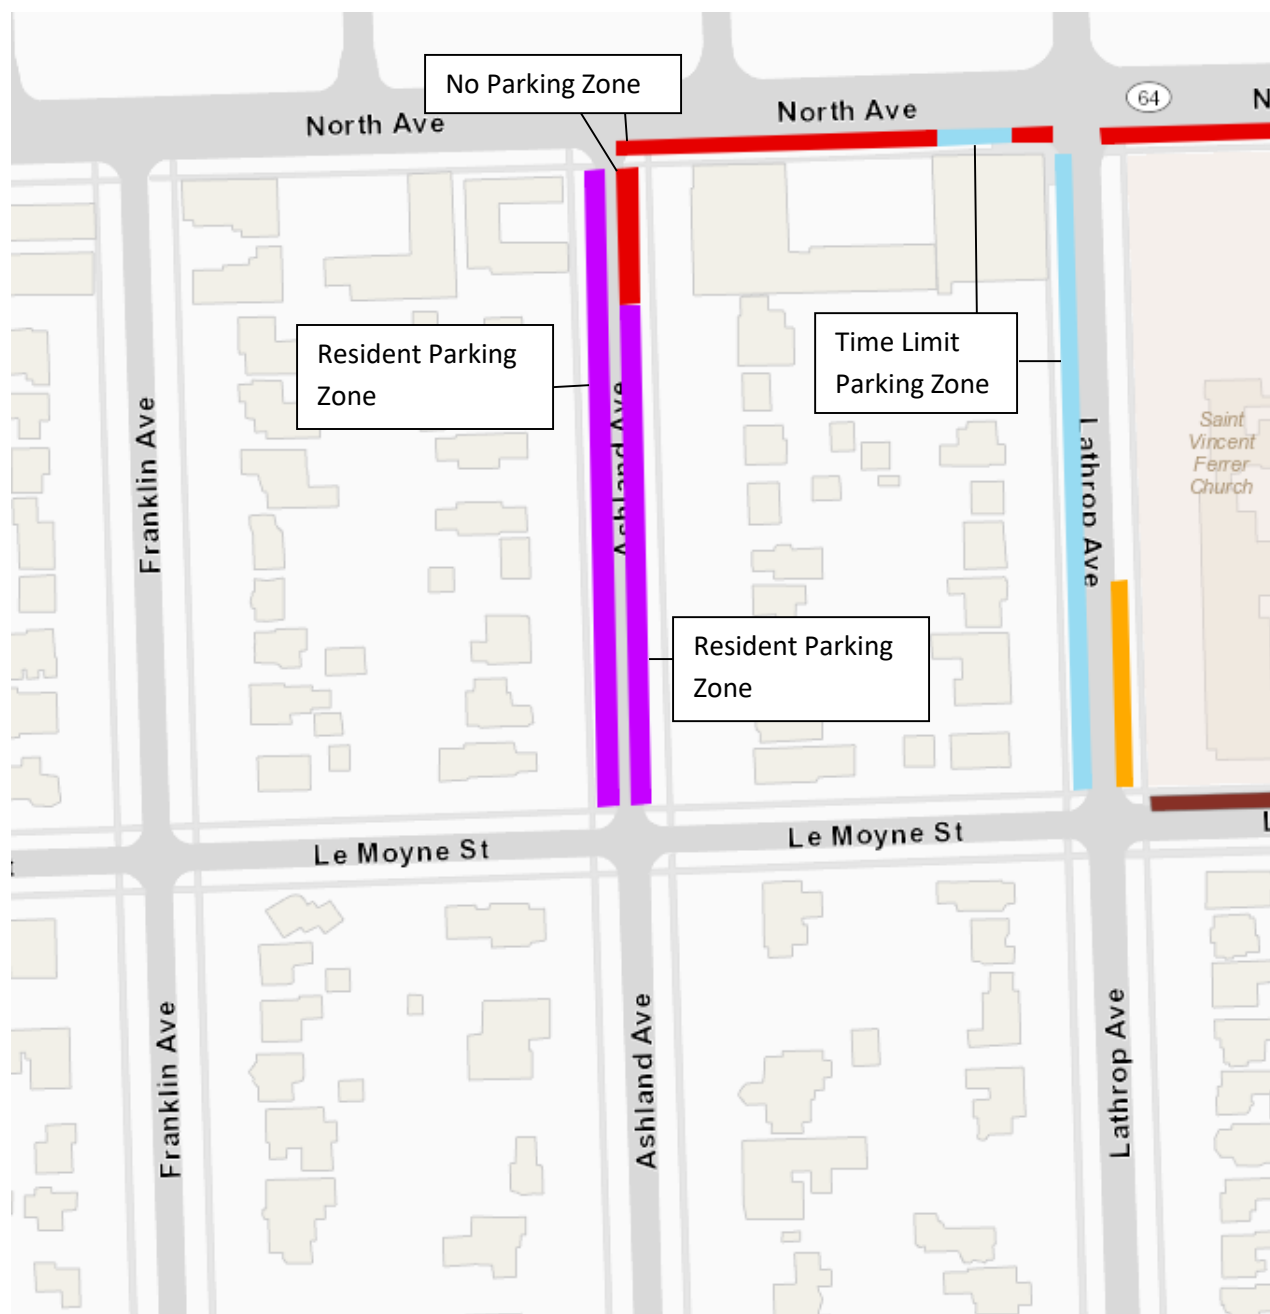 No Parking Zone
North Ave
North Ave
64
N
Resident Parking
Zone
Time Limit
Parking Zone
Franklin Ave
Ashland Ave
Lathrop Ave
Saint
Vincent
Ferrer
Church
Resident Parking
Zone
Le Moyne St
Le Moyne St
L
t
Franklin Ave
Ashland Ave
Lathrop Ave